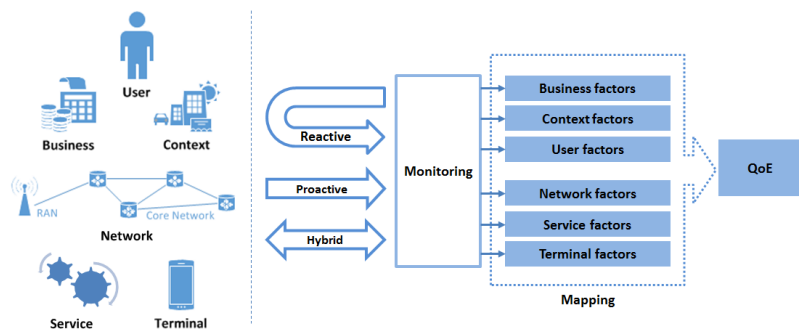 User
Business
Context
RAN
Core Network
Network
Service
Terminal
Reactive
Proactive
Hybrid
Monitoring
Business factors
Context factors
User factors
Network factors
Service factors
Terminal factors
Mapping
QoE